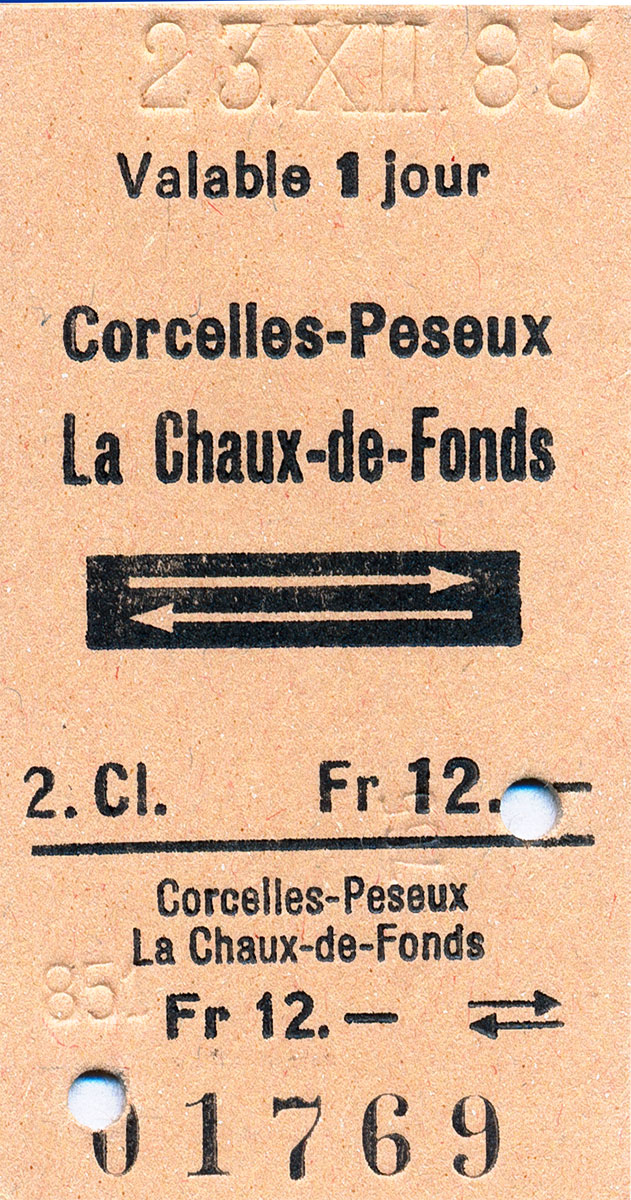 23.XII.85
Valable 1 jour
Corcelles-Peseux
La Chaux-de-Fonds
2. Cl. Fr 12.—
Corcelles-Peseux
La Chaux-de-Fonds
Fr 12.—
01769